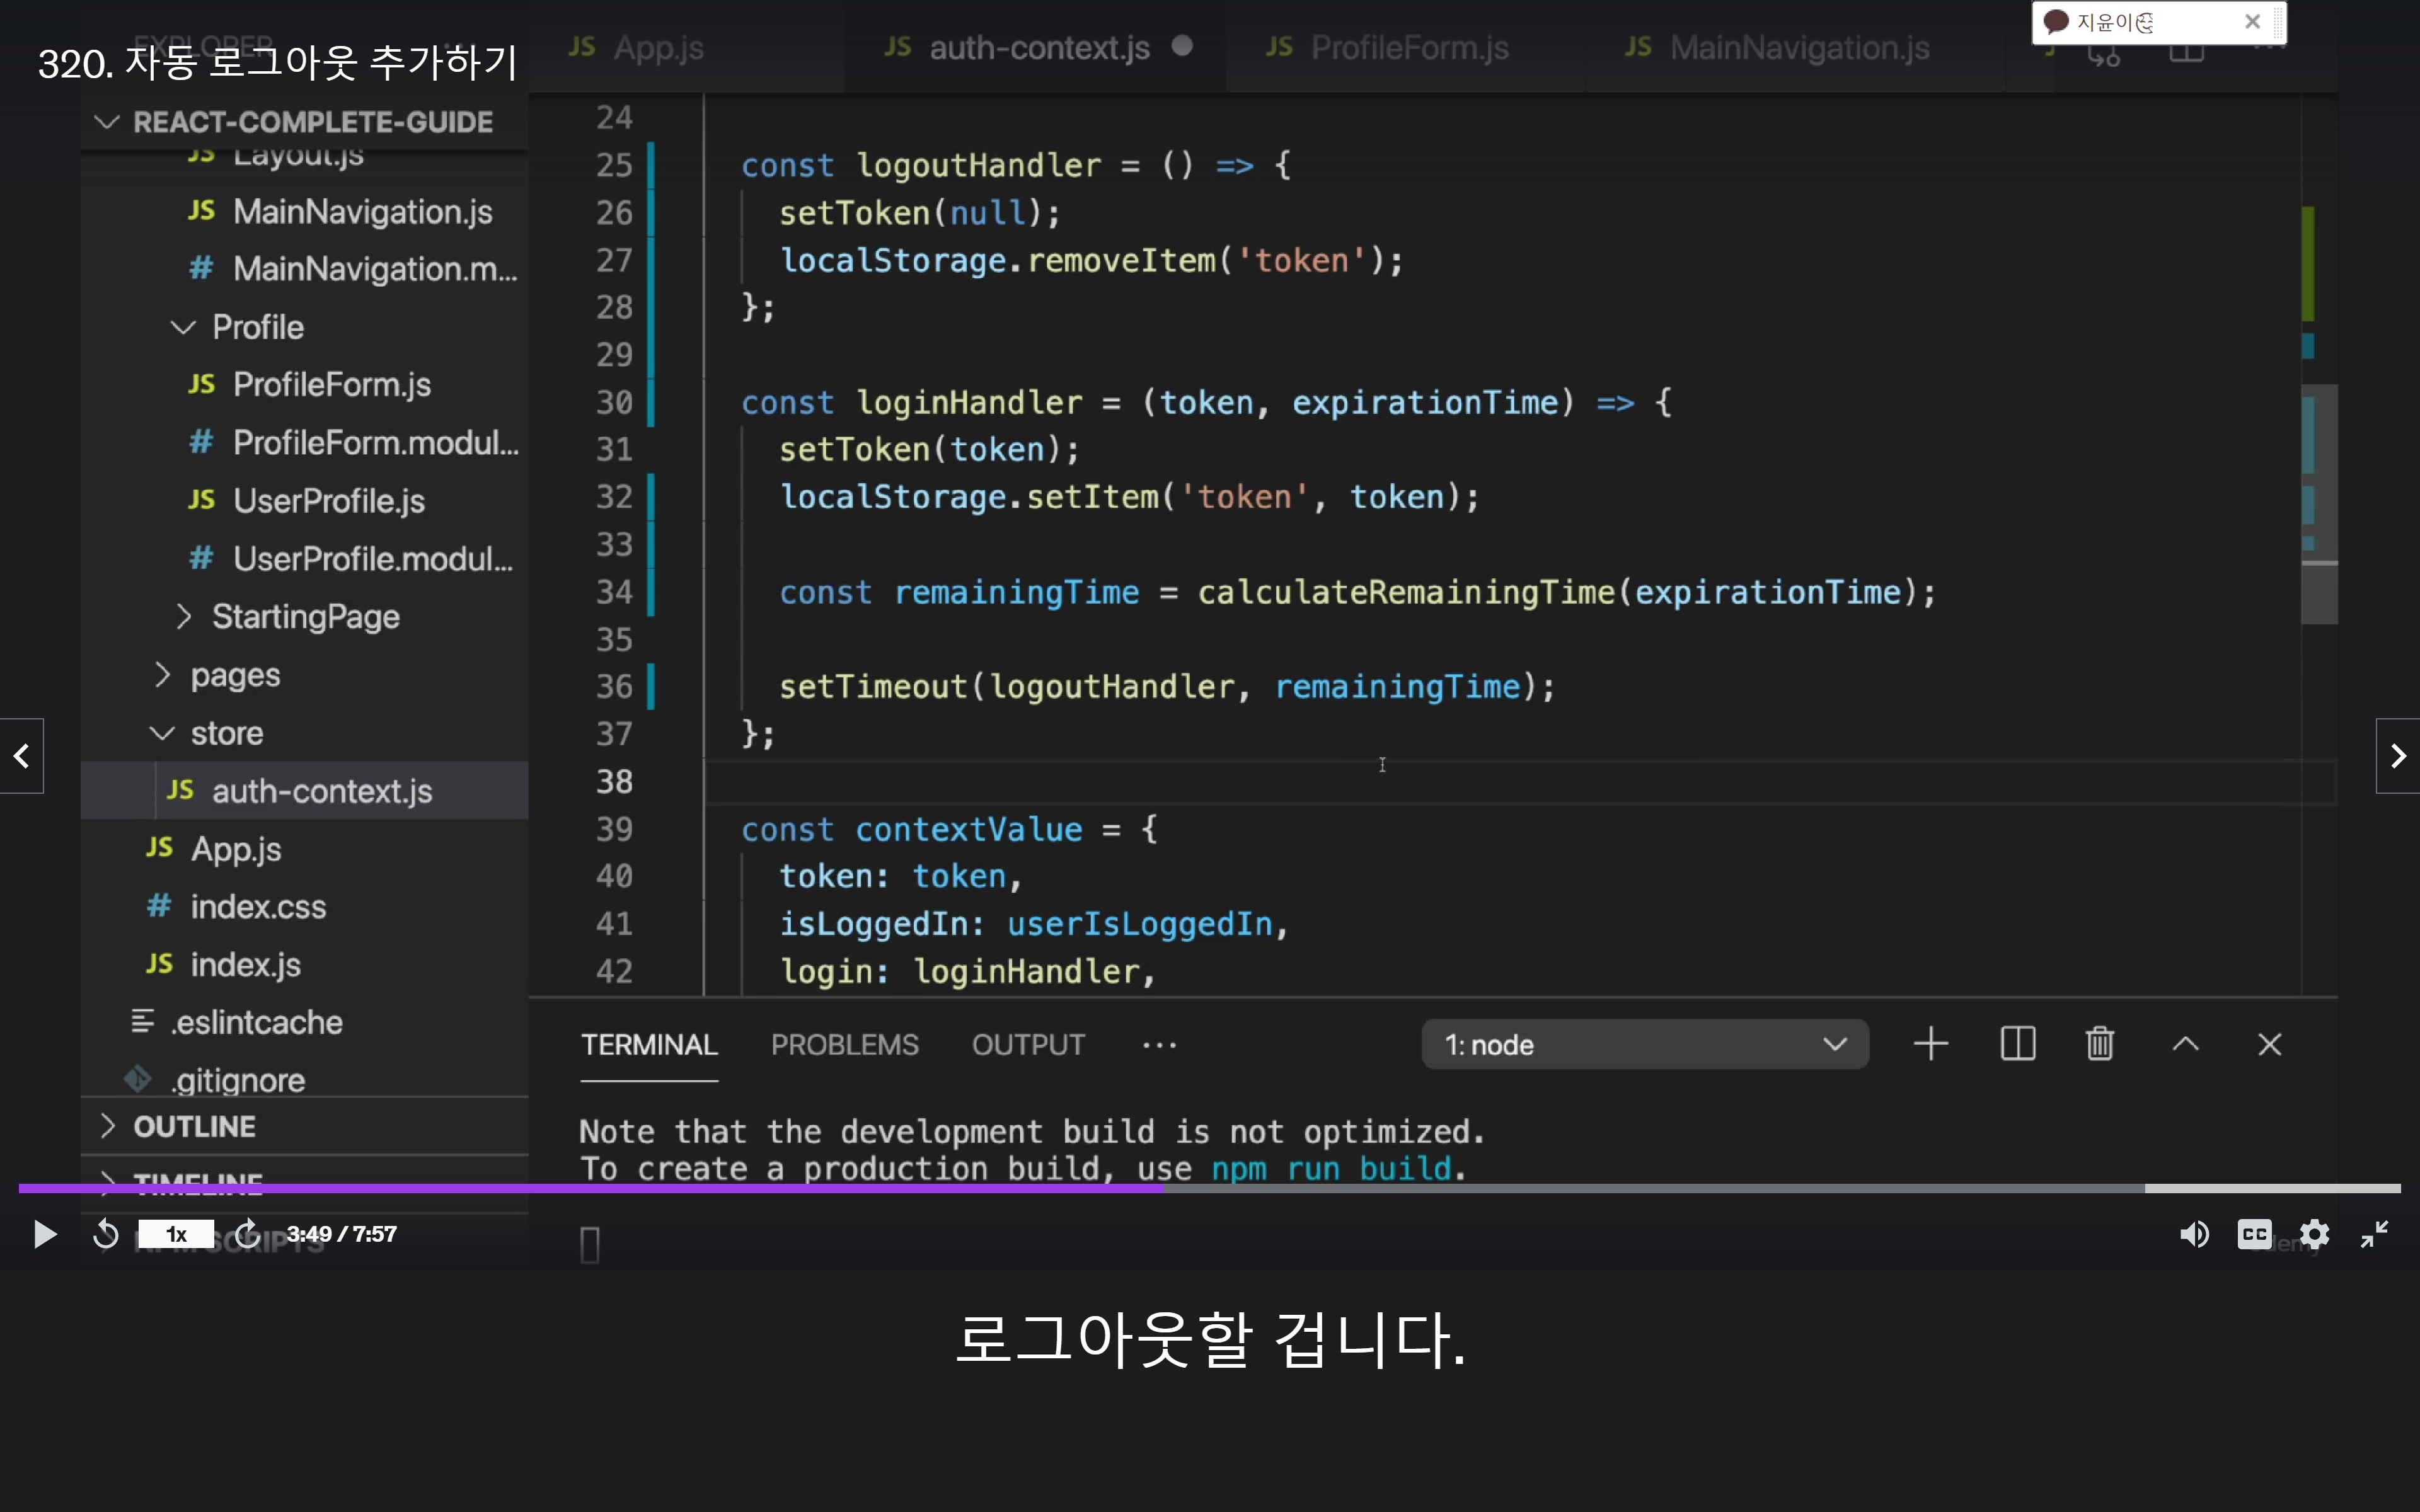 320. 자동 로그아웃 추가하기
EXPLORER
JS App.js
JS auth-context.js
JS ProfileForm.js
JS MainNavigation.js
지윤이
REACT-COMPLETE-GUIDE
JS Layout.js
JS MainNavigation.js
# MainNavigation.m...
Profile
JS ProfileForm.js
# ProfileForm.modul...
JS UserProfile.js
# UserProfile.modul...
StartingPage
pages
store
JS auth-context.js
JS App.js
# index.css
JS index.js
.eslintcache
.gitignore
OUTLINE
TIMELINE
NPM SCRIPTS
24
25 const logoutHandler = () => {
26 setToken(null);
27 localStorage.removeItem('token');
28 };
29
30 const loginHandler = (token, expirationTime) => {
31 setToken(token);
32 localStorage.setItem('token', token);
33
34 const remainingTime = calculateRemainingTime(expirationTime);
35
36 setTimeout(logoutHandler, remainingTime);
37 };
38
39 const contextValue = {
40 token: token,
41 isLoggedIn: userIsLoggedIn,
42 login: loginHandler,
TERMINAL PROBLEMS OUTPUT ··· 1: node
Note that the development build is not optimized.
To create a production build, use npm run build.
1x 3:49 / 7:57 CC
로그아웃할 겁니다.